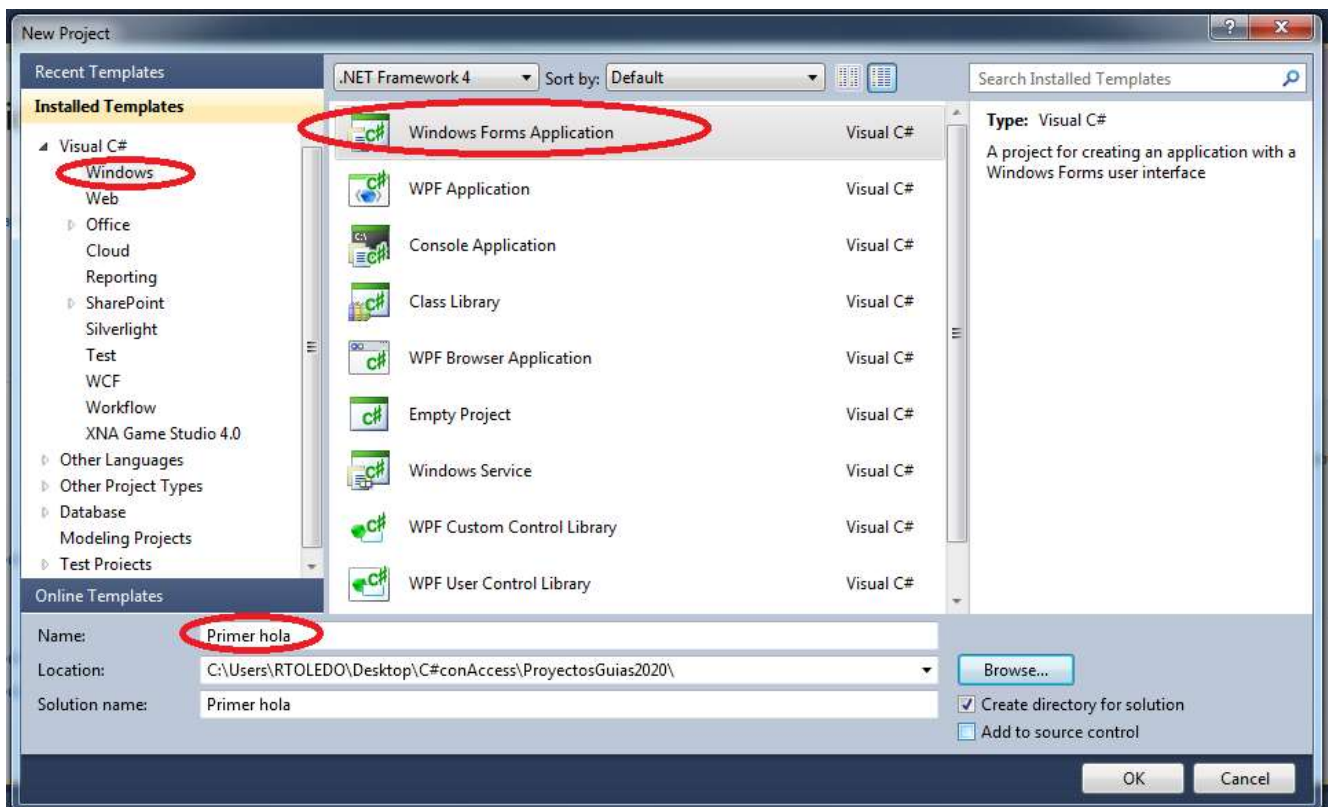 New Project
Recent Templates
Installed Templates
Visual C#
Windows
Web
Office
Cloud
Reporting
SharePoint
Silverlight
Test
WCF
Workflow
XNA Game Studio 4.0
Other Languages
Other Project Types
Database
Modeling Projects
Test Projects
Online Templates
.NET Framework 4 Sort by: Default
Windows Forms Application Visual C#
WPF Application Visual C#
Console Application Visual C#
Class Library Visual C#
WPF Browser Application Visual C#
Empty Project Visual C#
Windows Service Visual C#
WPF Custom Control Library Visual C#
WPF User Control Library Visual C#
Search Installed Templates
Type: Visual C#
A project for creating an application with a
Windows Forms user interface
Name: Primer hola
Location: C:\Users\RTOLEDO\Desktop\C#conAccess\ProyectosGuias2020\
Solution name: Primer hola
Browse...
Create directory for solution
Add to source control
OK Cancel